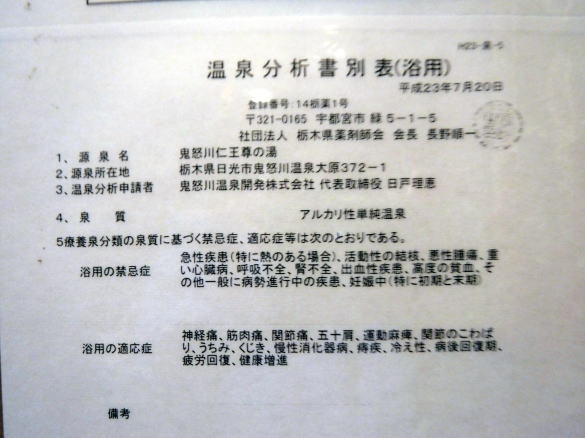 H23-泉-5
温泉分析書別表(浴用)
平成23年7月20日
登録番号:14栃薬1号
〒321-0165 宇都宮市 緑 5-1-5
社団法人 栃木県薬剤師会 会長 長野順一
1、源泉名 鬼怒川仁王尊の湯
2、源泉所在地 栃木県日光市鬼怒川温泉大原372-1
3、温泉分析申請者 鬼怒川温泉開発株式会社 代表取締役 日戸理恵
4、泉質 アルカリ性単純温泉
5療養泉分類の泉質に基づく禁忌症、適応症等は次のとおりである。
浴用の禁忌症 急性疾患(特に熱のある場合)、活動性の結核、悪性腫瘍、重
い心臓病、呼吸不全、腎不全、出血性疾患、高度の貧血、そ
の他一般に病勢進行中の疾患、妊娠中(特に初期と末期)
浴用の適応症 神経痛、筋肉痛、関節痛、五十肩、運動麻痺、関節のこわば
り、うちみ、くじき、慢性消化器病、痔疾、冷え性、病後回復期、
疲労回復、健康増進
備考